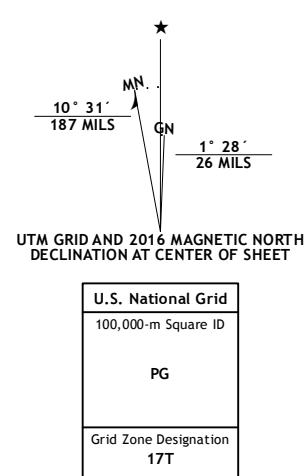 ★
MN
10° 31´
187 MILS
GN
1° 28´
26 MILS
UTM GRID AND 2016 MAGNETIC NORTH
DECLINATION AT CENTER OF SHEET
U.S. National Grid
100,000-m Square ID
PG
Grid Zone Designation
17T